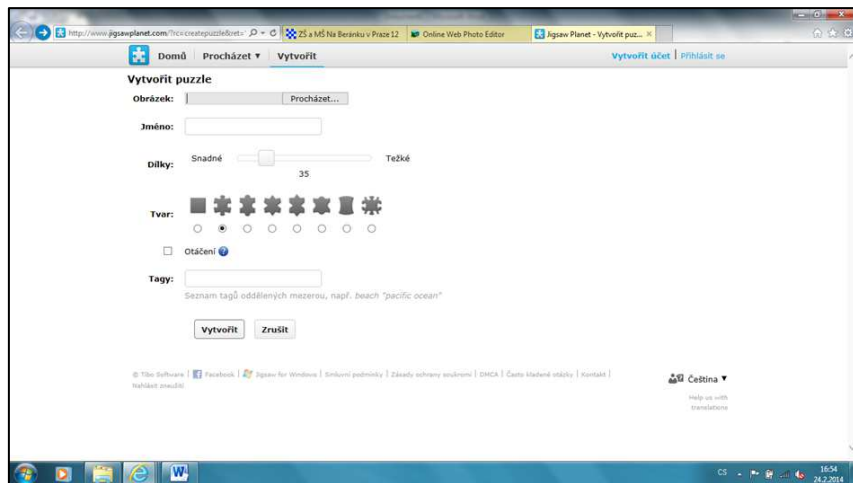 http://www.jigsawplanet.com/?rc=createpuzzle&ret=
ZŠ a MŠ Na Beránku v Praze 12
Online Web Photo Editor
Jigsaw Planet - Vytvořit puz...
Domů
Procházet ▼
Vytvořit
Vytvořit účet | Přihlásit se
Vytvořit puzzle
Obrázek: Procházet...
Jméno:
Dílky: Snadné Těžké
35
Tvar:
Otáčení ?
Tagy:
Seznam tagů oddělených mezerou, např. beach "pacific ocean"
Vytvořit Zrušit
© Tibo Software | Facebook | Jigsaw for Windows | Smluvní podmínky | Zásady ochrany soukromí | DMCA | Často kladené otázky | Kontakt |
Nahlásit zneužití
Čeština ▼
Help us with
translations
CS
16:54
24.2.2014